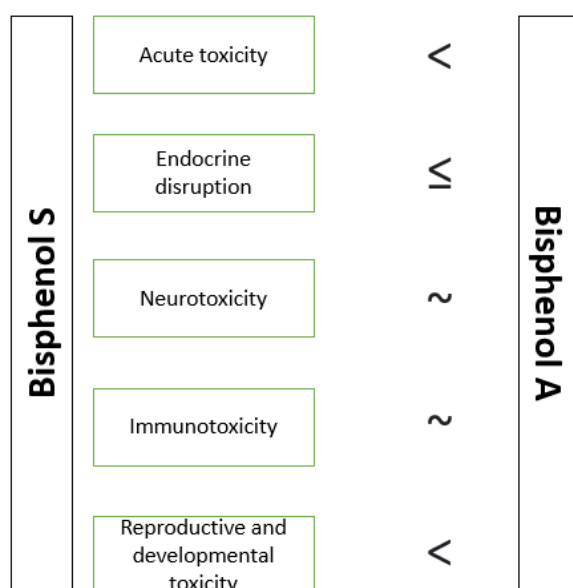 Bisphenol S
Acute toxicity
<
Endocrine
disruption
≤
Neurotoxicity
~
Immunotoxicity
~
Reproductive and
developmental
toxicity
<
Bisphenol A